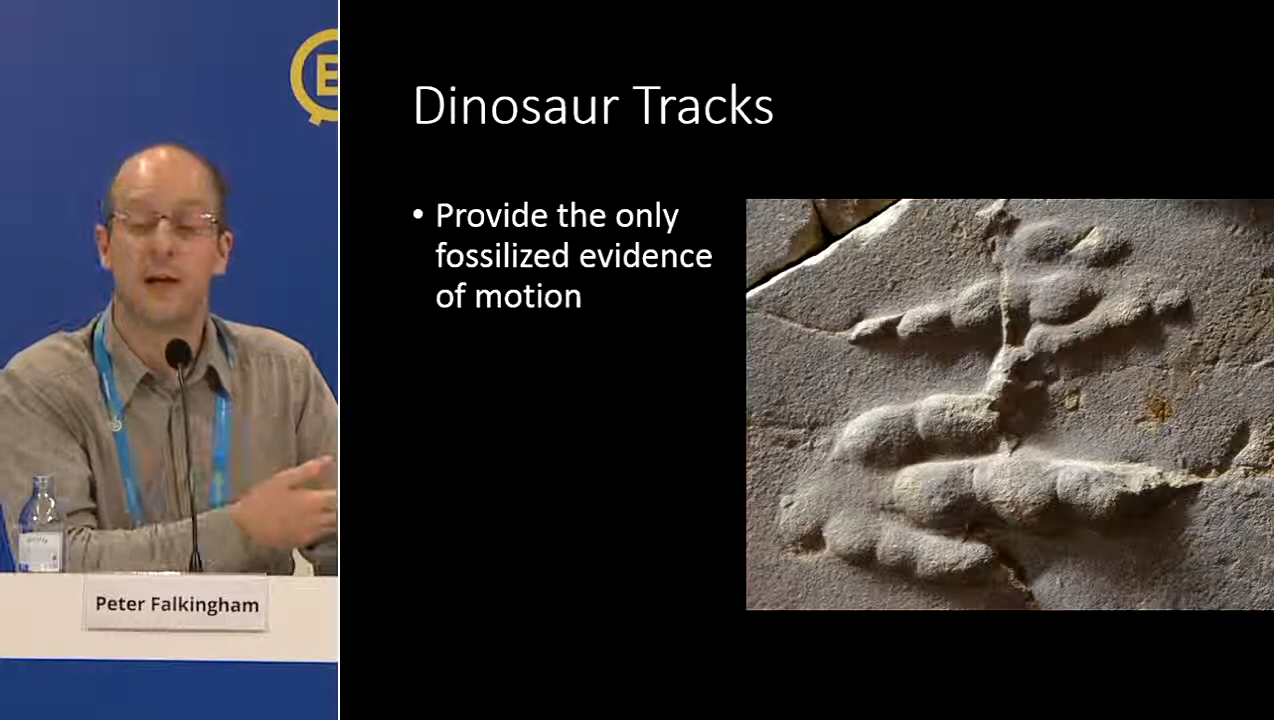 E
Dinosaur Tracks
• Provide the only
fossilized evidence
of motion
Peter Falkingham